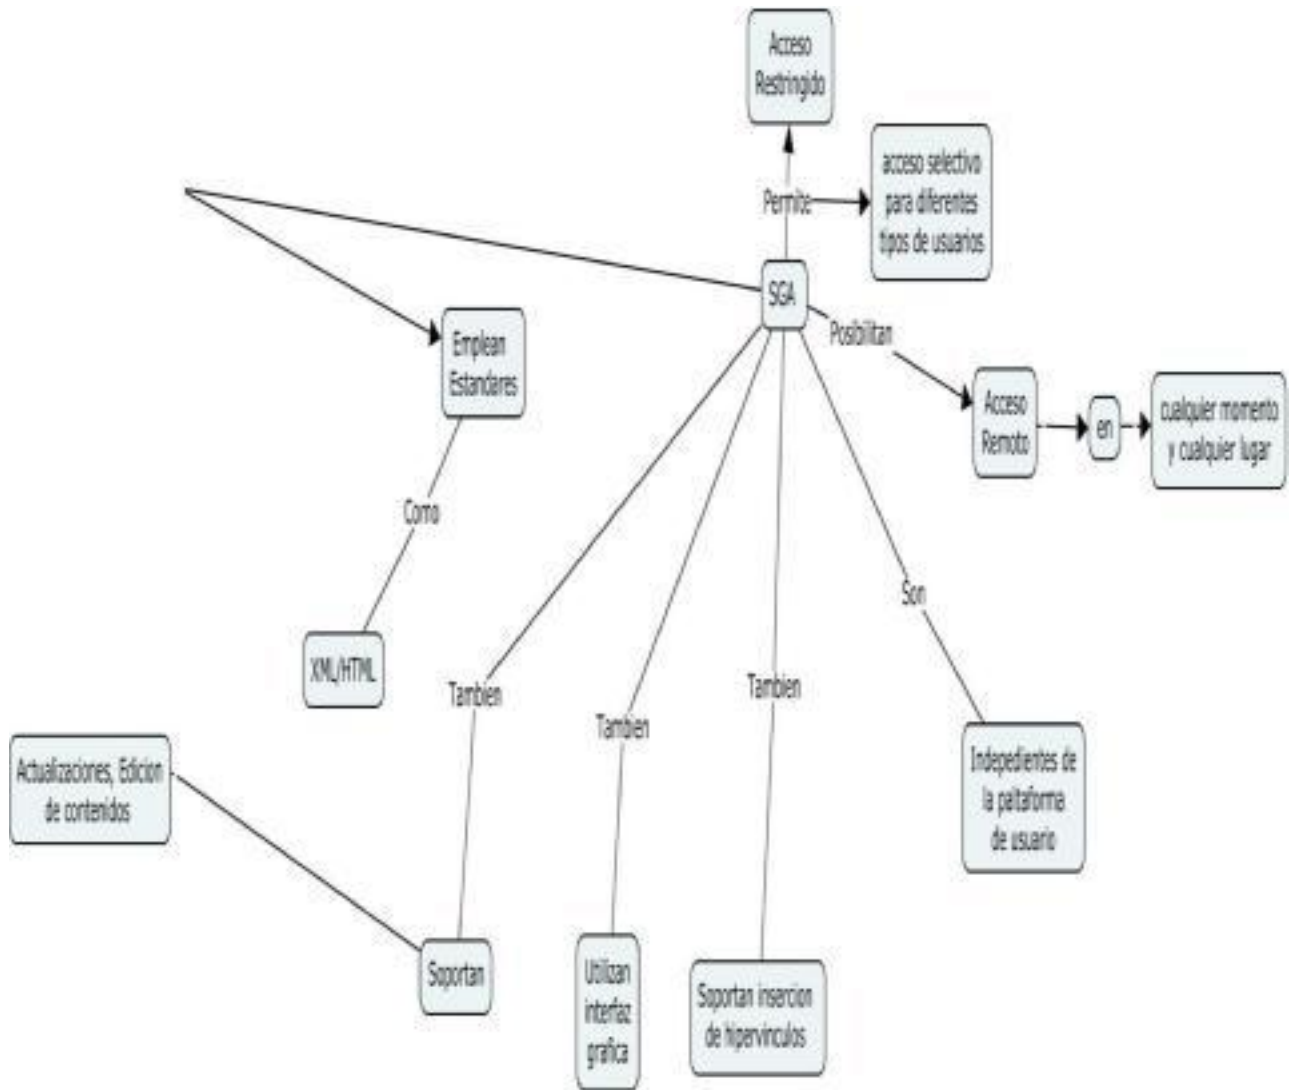 Acceso
Restringido
acceso selectivo
para diferentes
tipos de usuarios
Permite
SGA
Posibilitan
Emplean
Estandares
Acceso
Remoto
en
cualquier momento
y cualquier lugar
Como
Son
XML/HTML
Tambien
Tambien
Tambien
Actualizaciones, Edicion
de contenidos
Indepedientes de
la paltaforma
de usuario
Soportan
Utilizan
interfaz
grafica
Soportan insercion
de hipervinculos